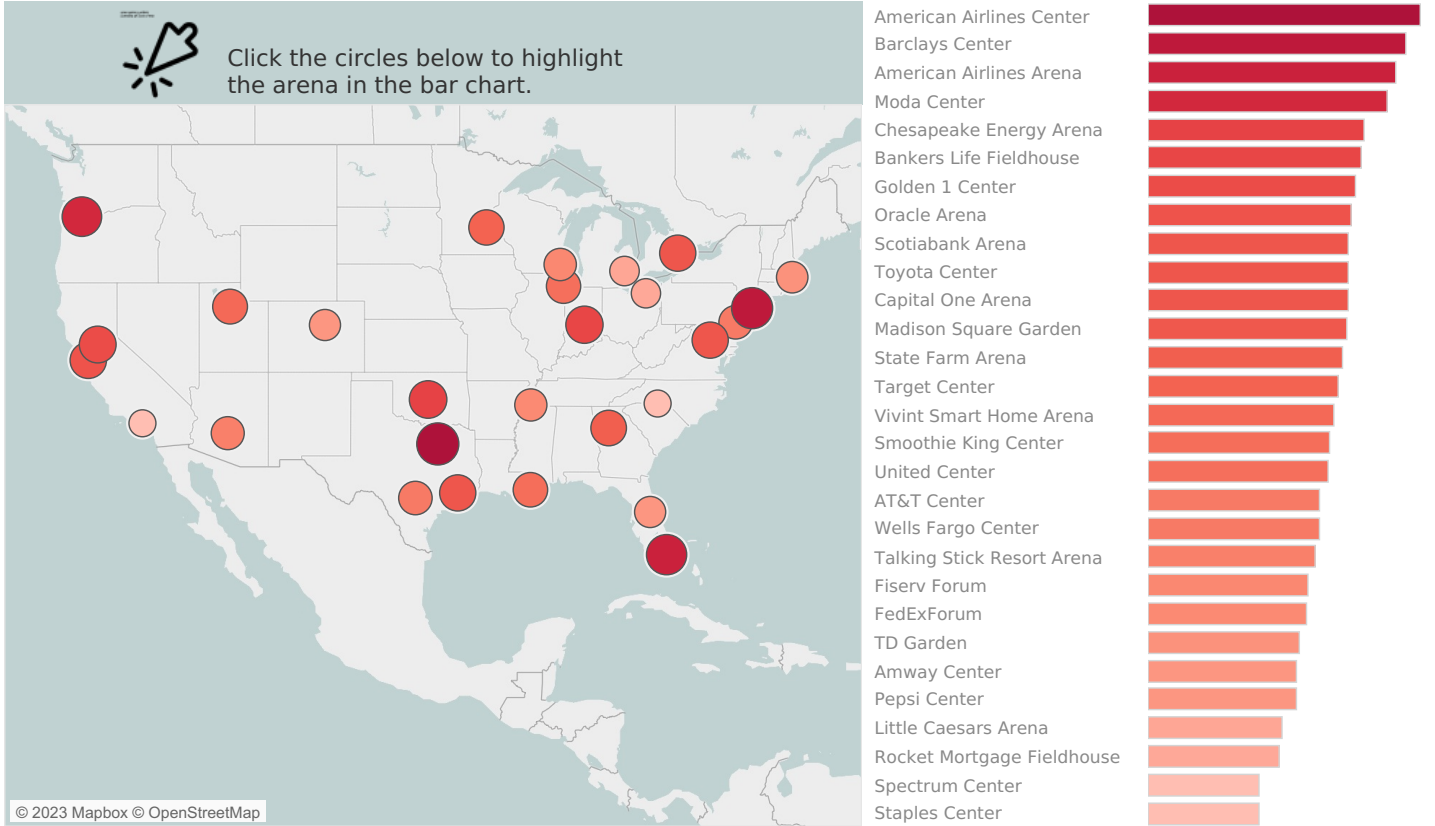 Click the circles below to highlight
the arena in the bar chart.
American Airlines Center
Barclays Center
American Airlines Arena
Moda Center
Chesapeake Energy Arena
Bankers Life Fieldhouse
Golden 1 Center
Oracle Arena
Scotiabank Arena
Toyota Center
Capital One Arena
Madison Square Garden
State Farm Arena
Target Center
Vivint Smart Home Arena
Smoothie King Center
United Center
AT&T Center
Wells Fargo Center
Talking Stick Resort Arena
Fiserv Forum
FedExForum
TD Garden
Amway Center
Pepsi Center
Little Caesars Arena
Rocket Mortgage Fieldhouse
Spectrum Center
Staples Center
© 2023 Mapbox © OpenStreetMap